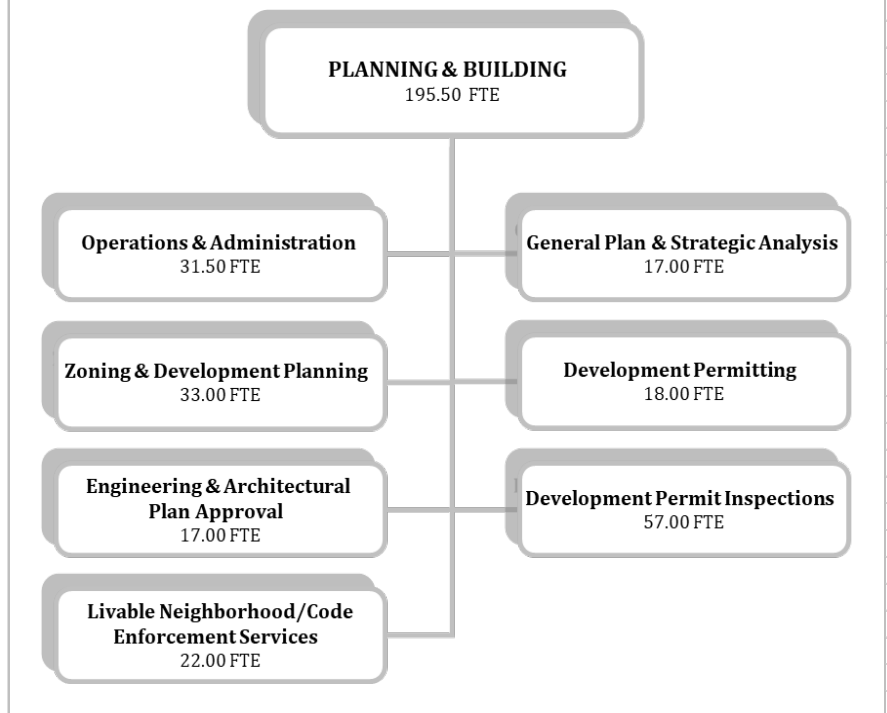 PLANNING & BUILDING
195.50 FTE
Operations & Administration
31.50 FTE
General Plan & Strategic Analysis
17.00 FTE
Zoning & Development Planning
33.00 FTE
Development Permitting
18.00 FTE
Engineering & Architectural
Plan Approval
17.00 FTE
Development Permit Inspections
57.00 FTE
Livable Neighborhood/Code
Enforcement Services
22.00 FTE